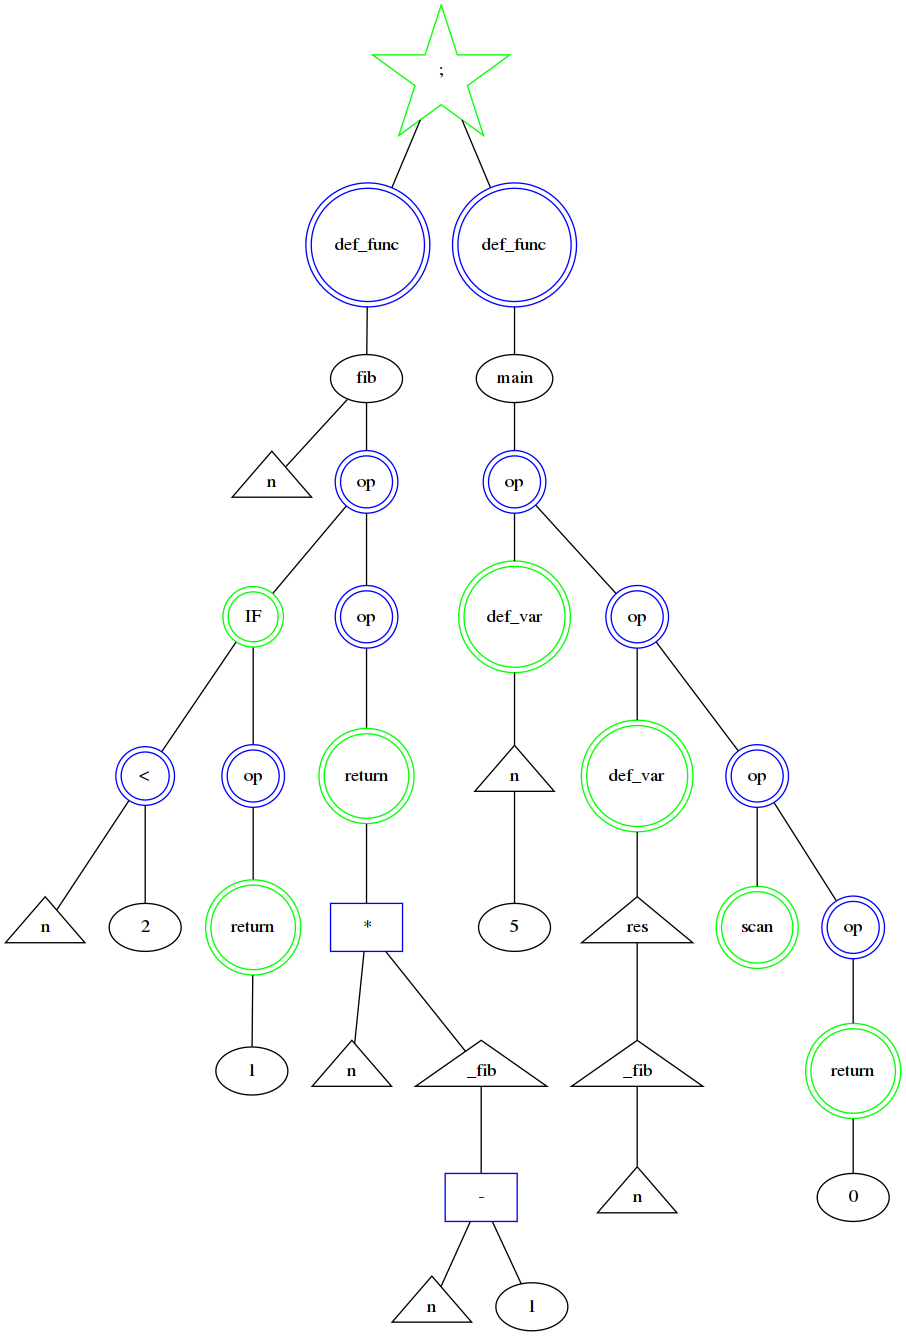 ;
def_func def_func
fib main
n op op
IF op def_var op
< op return n def_var op
n 2 return * 5 res scan op
1 n _fib _fib return
- n 0
n 1